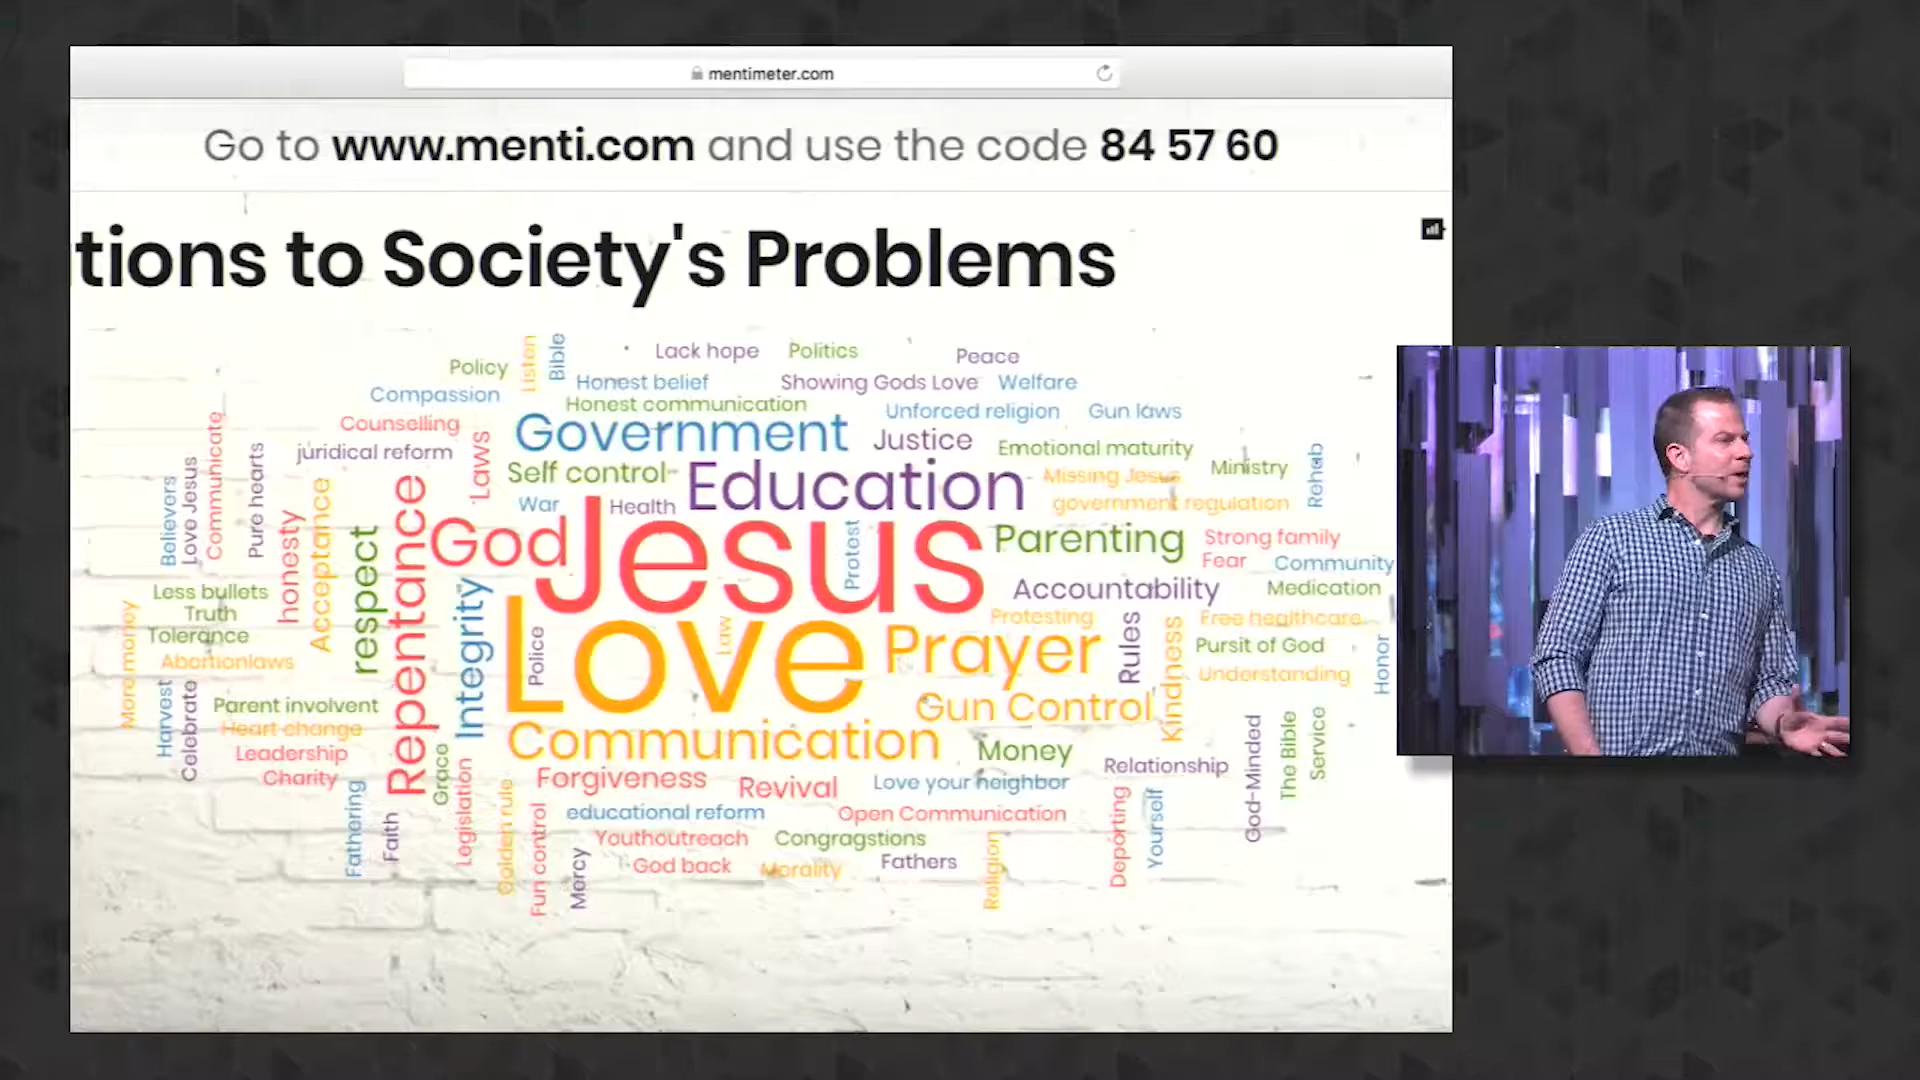 mentimeter.com
Go to www.menti.com and use the code 84 57 60
tions to Society's Problems
Listen
Bible
Lack hope
Politics
Peace
Policy
Compassion
Honest belief
Showing Gods Love
Welfare
Honest communication
Unforced religion
Gun laws
Counselling
Government
Justice
juridical reform
Laws
Self control
Education
Emotional maturity
Missing Jesus
Ministry
Rehab
War
Health
government regulation
Believers
Love Jesus
Communicate
Pure hearts
honesty
Acceptance
respect
Repentance
God
Jesus
Protest
Parenting
Strong family
Fear
Community
Accountability
Medication
Less bullets
Truth
Tolerance
Abortionlaws
More money
Integrity
Love
Police
Law
Protesting
Prayer
Rules
Kindness
Free healthcare
Pursit of God
Understanding
Honor
Harvest
Celebrate
Parent involvent
Heart change
Leadership
Charity
Gun Control
Communication
Money
Grace
Legislation
Forgiveness
Revival
Love your neighbor
Relationship
God-Minded
The Bible
Service
Fathering
Faith
Golden rule
Fun control
Mercy
educational reform
Open Communication
Youthoutreach
Congragstions
God back
Morality
Fathers
Religion
Deporting
Yourself